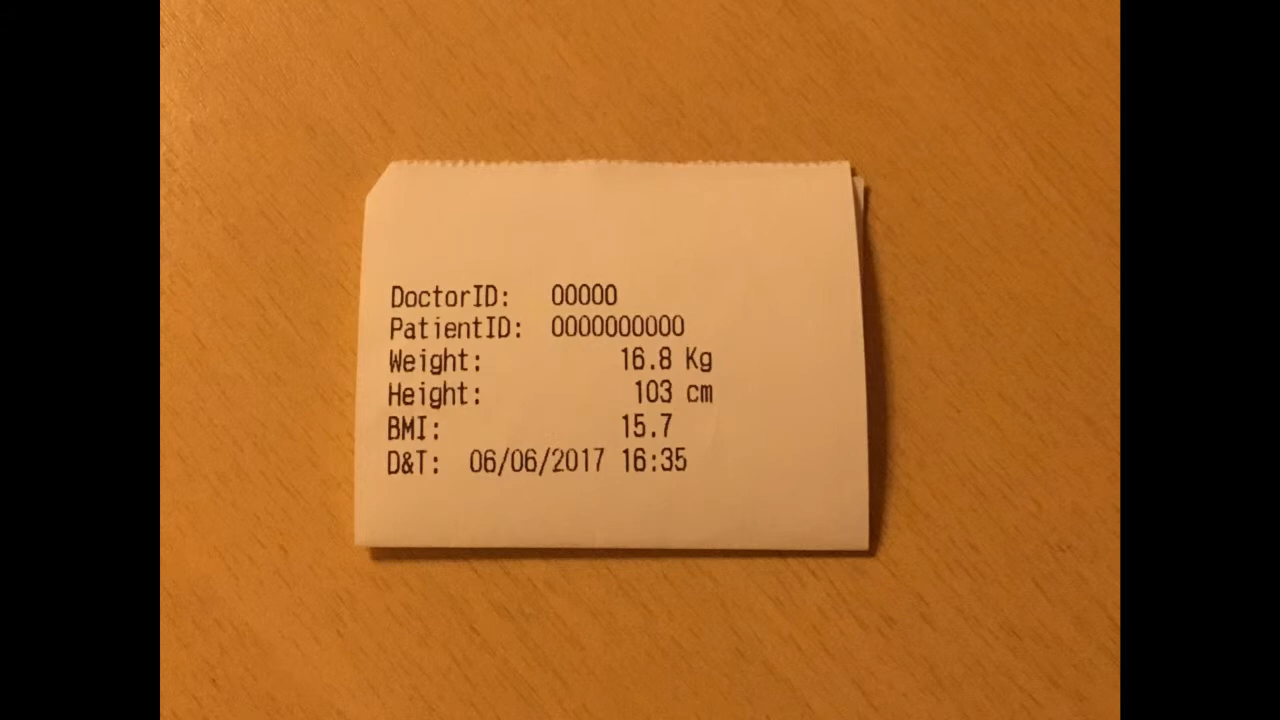 DoctorID: 00000
PatientID: 0000000000
Weight: 16.8 Kg
Height: 103 cm
BMI: 15.7
D&T: 06/06/2017 16:35